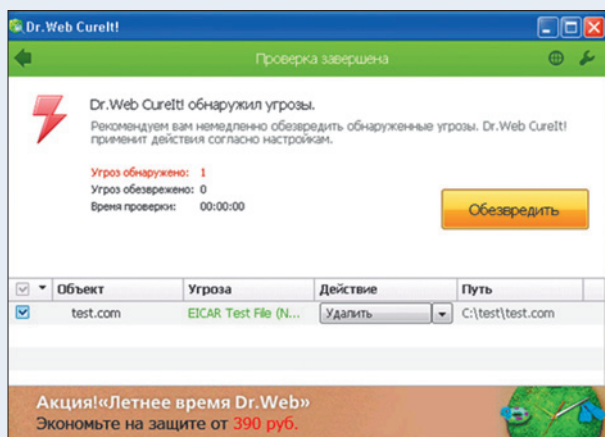 Dr.Web CureIt!
Проверка завершена
Dr.Web CureIt! обнаружил угрозы.
Рекомендуем вам немедленно обезвредить обнаруженные угрозы. Dr.Web CureIt!
применит действия согласно настройкам.
Угроз обнаружено: 1
Угроз обезврежено: 0
Время проверки: 00:00:00
Обезвредить
Объект Угроза Действие Путь
test.com EICAR Test File (N... Удалить C:\test\test.com
Акция!«Летнее время Dr.Web»
Экономьте на защите от 390 руб.